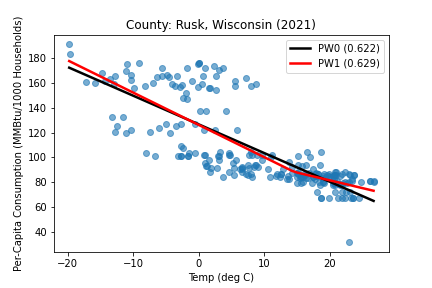 County: Rusk, Wisconsin (2021)
Per-Capita Consumption (MMBtu/1000 Households)
180
160
140
120
100
80
60
40
PW0 (0.622)
PW1 (0.629)
−20 −10 0 10 20
Temp (deg C)